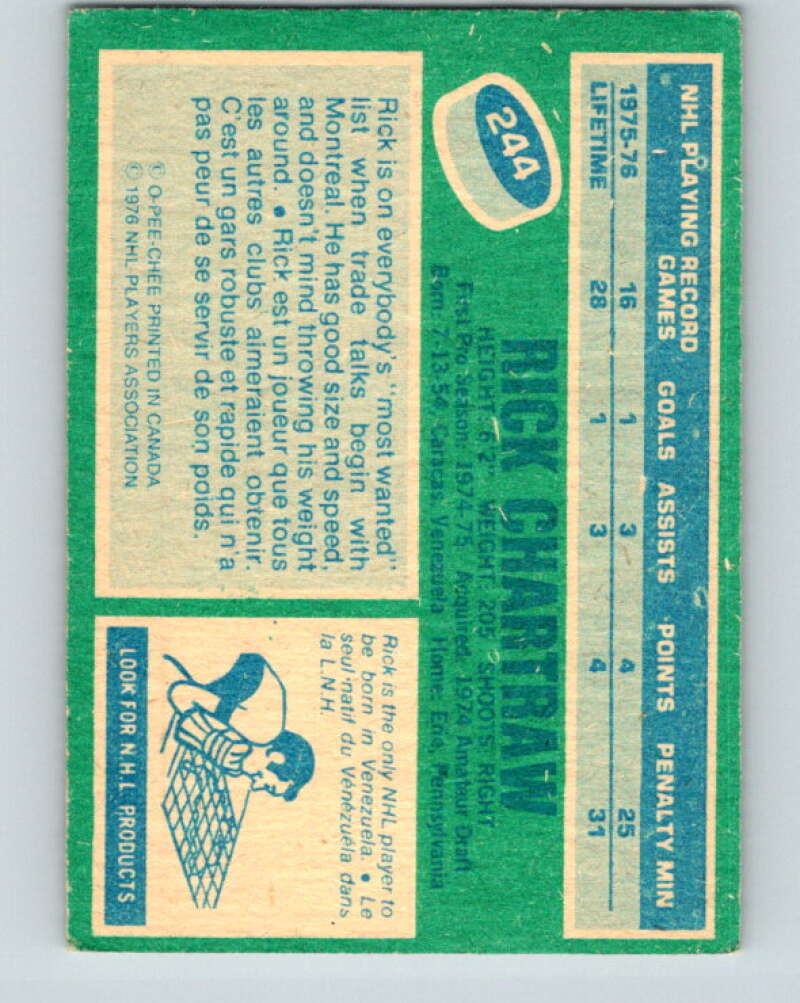 NHL PLAYING RECORD
GAMES GOALS ASSISTS POINTS PENALTY MIN
1975-76 16 1 3 4 25
LIFETIME 28 1 3 4 31
244
RICK CHARTRAW
HEIGHT: 6'2" WEIGHT: 205 SHOOTS: RIGHT
First Pro Season: 1974-75 Acquired: 1974 Amateur Draft
Born: 7-13-54, Caracas, Venezuela Home: Erie, Pennsylvania
Rick is on everybody's "most wanted"
list when trade talks begin with
Montreal. He has good size and speed,
and doesn't mind throwing his weight
around. • Rick est un joueur que tous
les autres clubs aimeraient obtenir.
C'est un gars robuste et rapide qui n'a
pas peur de se servir de son poids.
© O-PEE-CHEE PRINTED IN CANADA
© 1976 NHL PLAYERS ASSOCIATION
Rick is the only NHL player to
be born in Venezuela. • Le
seul natif du Vénézuéla dans
la L.N.H.
LOOK FOR N.H.L. PRODUCTS